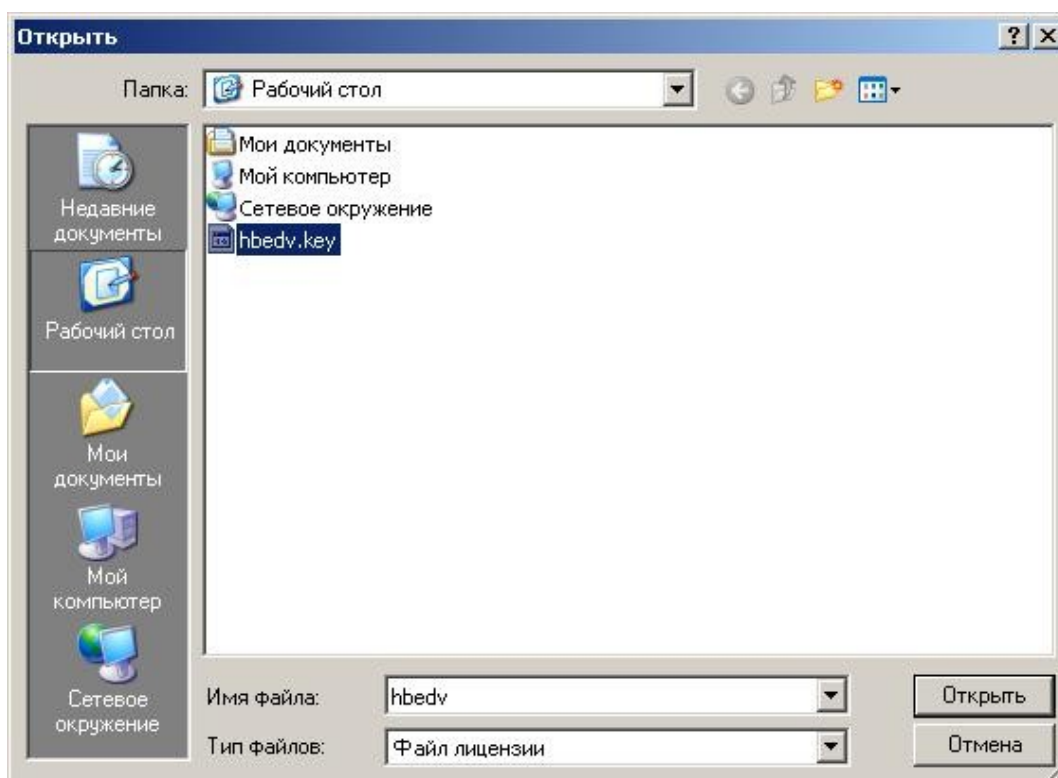 Открыть
Папка:
Рабочий стол
Недавние
документы
Рабочий стол
Мои
документы
Мой
компьютер
Сетевое
окружение
Мои документы
Мой компьютер
Сетевое окружение
hbedv.key
Имя файла:
hbedv
Открыть
Тип файлов:
Файл лицензии
Отмена